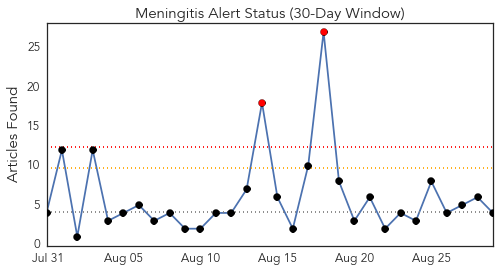 Meningitis Alert Status (30-Day Window)
Articles Found
25
20
15
10
5
0
Jul 31
Aug 05
Aug 10
Aug 15
Aug 20
Aug 25